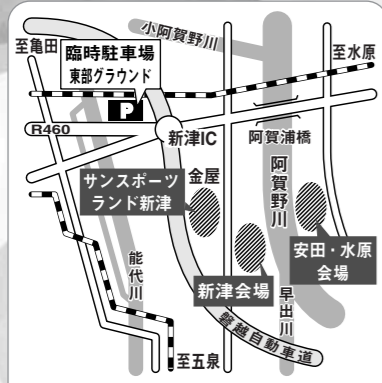 小阿賀野川
至亀田
臨時駐車場
東部グラウンド
至水原
P
R460
新津IC
阿賀浦橋
サンスポーツ
ランド新津
金屋
阿賀野川
能代川
新津会場
安田・水原
会場
早出川
磐越自動車道
至五泉